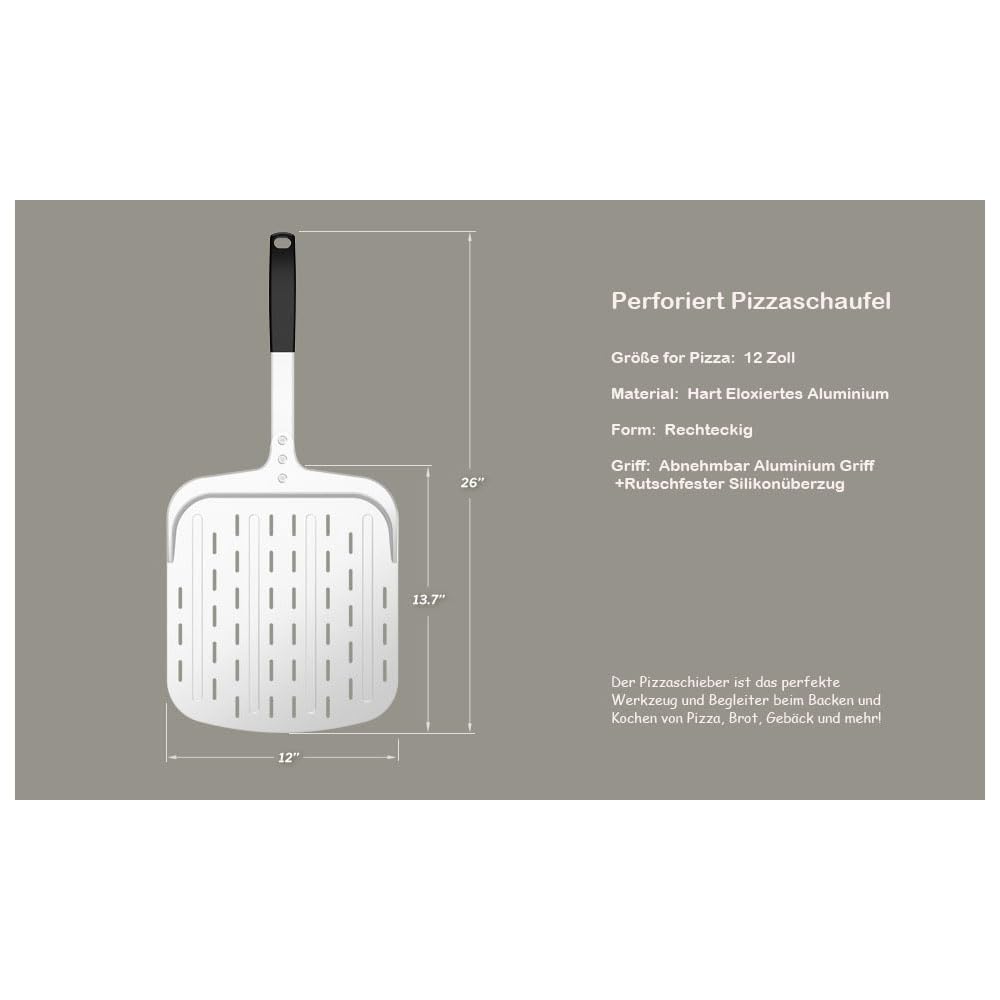 Perforiert Pizzaschaufel
Größe for Pizza: 12 Zoll
Material: Hart Eloxiertes Aluminium
Form: Rechteckig
Griff: Abnehmbar Aluminium Griff
+Rutschfester Silikonüberzug
26”
13.7”
12”
Der Pizzaschieber ist das perfekte
Werkzeug und Begleiter beim Backen und
Kochen von Pizza, Brot, Gebäck und mehr!